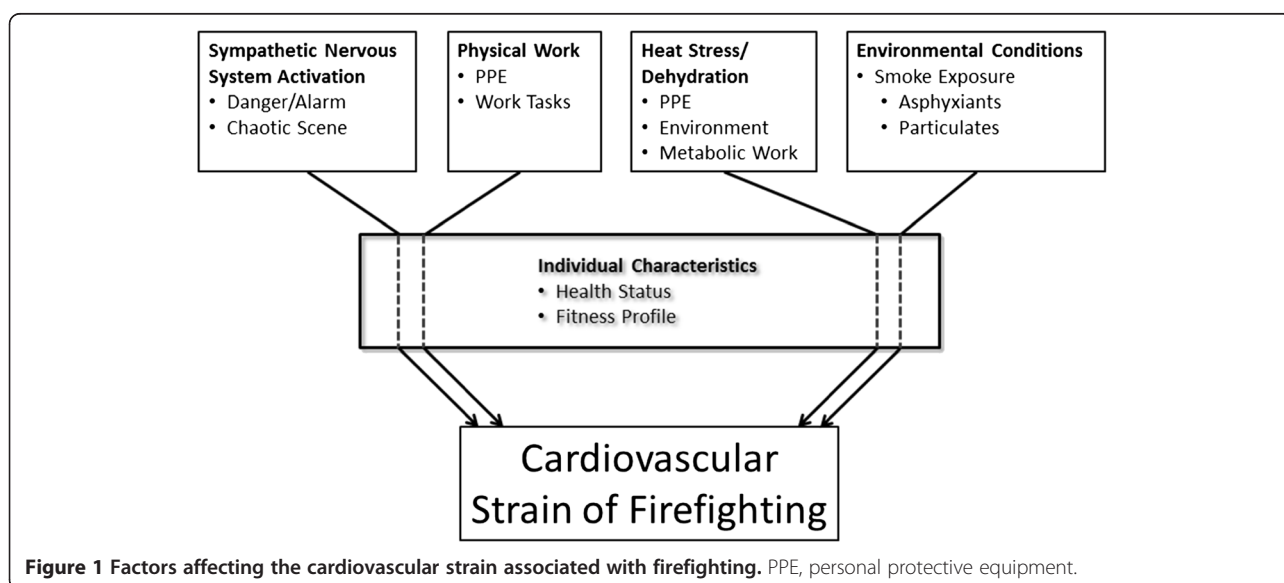 Sympathetic Nervous
System Activation
• Danger/Alarm
• Chaotic Scene
Physical Work
• PPE
• Work Tasks
Heat Stress/
Dehydration
• PPE
• Environment
• Metabolic Work
Environmental Conditions
• Smoke Exposure
• Asphyxiants
• Particulates
Individual Characteristics
• Health Status
• Fitness Profile
Cardiovascular
Strain of Firefighting
Figure 1 Factors affecting the cardiovascular strain associated with firefighting. PPE, personal protective equipment.